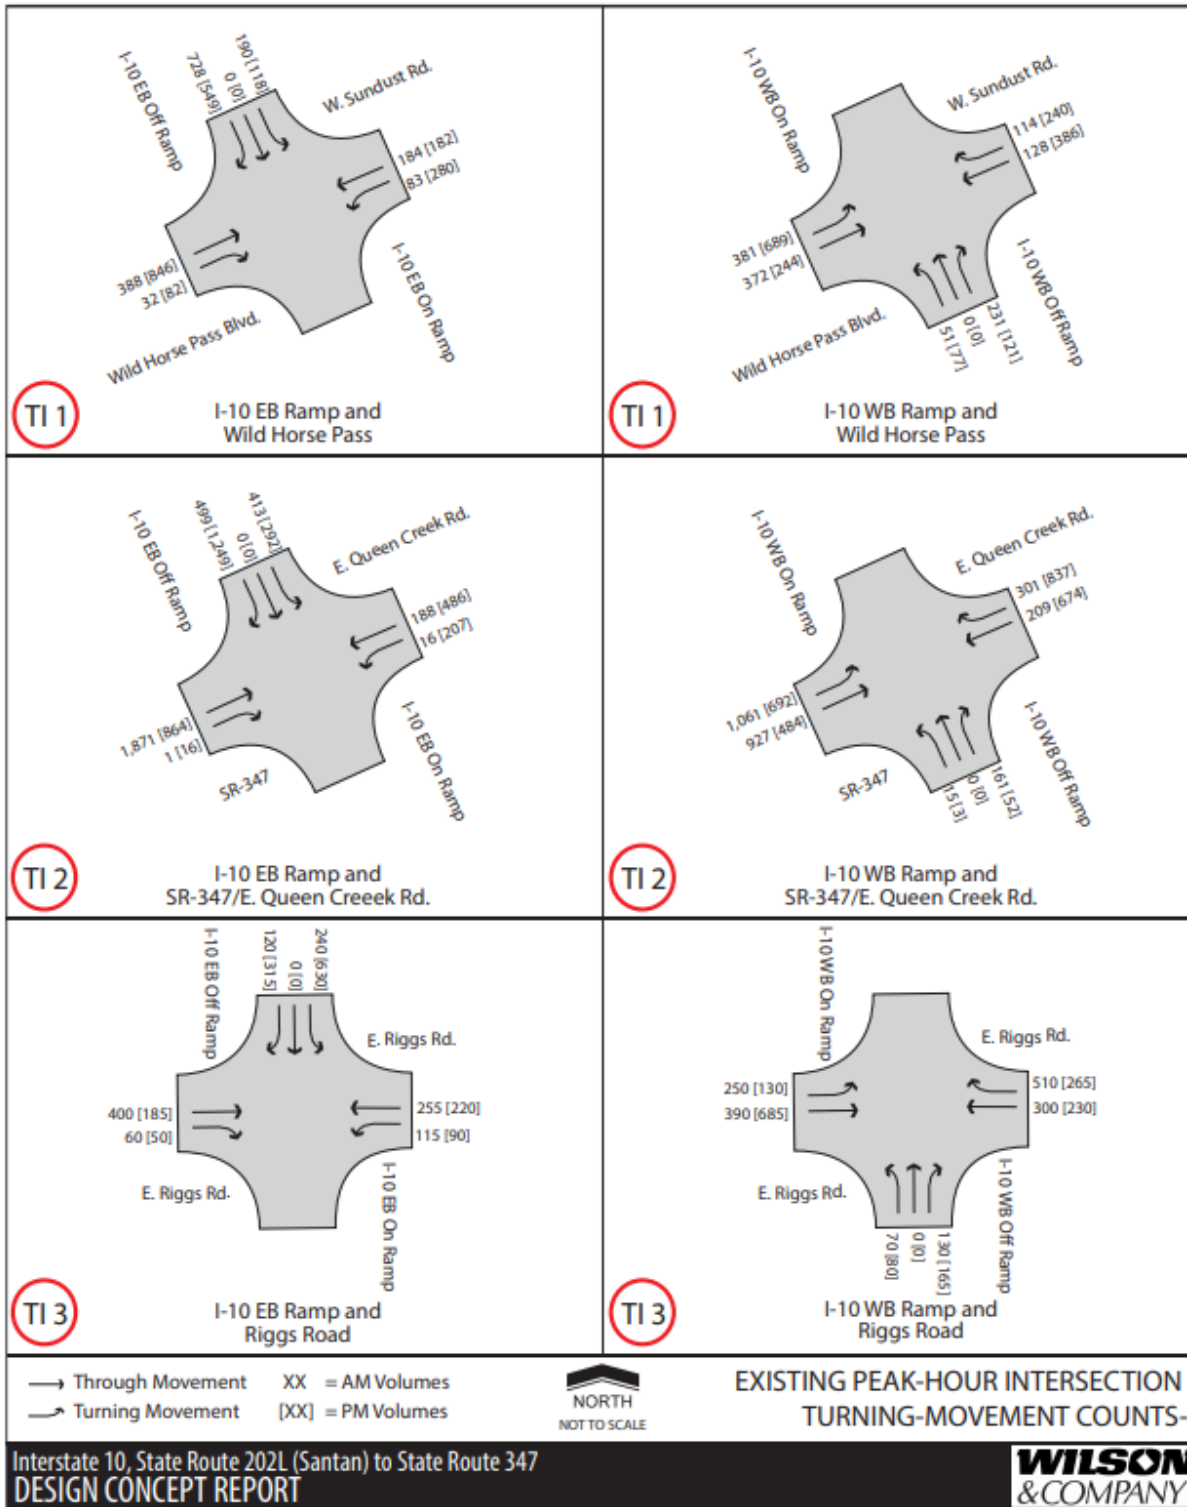 I-10 EB Off Ramp
728 [549]
0 [0]
190 [118]
W. Sundust Rd.
184 [182]
83 [280]
388 [846]
32 [82]
Wild Horse Pass Blvd.
I-10 EB On Ramp
TI 1
I-10 EB Ramp and
Wild Horse Pass
I-10 WB On Ramp
W. Sundust Rd.
114 [240]
128 [386]
381 [689]
372 [244]
Wild Horse Pass Blvd.
51 [77]
0 [0]
231 [121]
I-10 WB Off Ramp
TI 1
I-10 WB Ramp and
Wild Horse Pass
I-10 EB Off Ramp
499 [1,249]
0 [0]
413 [292]
E. Queen Creek Rd.
188 [486]
16 [207]
1,871 [864]
1 [16]
SR-347
I-10 EB On Ramp
TI 2
I-10 EB Ramp and
SR-347/E. Queen Creeek Rd.
I-10 WB On Ramp
E. Queen Creek Rd.
301 [837]
209 [674]
1,061 [692]
927 [484]
SR-347
15 [3]
0 [0]
161 [52]
I-10 WB Off Ramp
TI 2
I-10 WB Ramp and
SR-347/E. Queen Creek Rd.
I-10 EB Off Ramp
120 [315]
0 [0]
240 [630]
E. Riggs Rd.
400 [185]
60 [50]
255 [220]
115 [90]
E. Riggs Rd.
I-10 EB On Ramp
TI 3
I-10 EB Ramp and
Riggs Road
I-10 WB On Ramp
E. Riggs Rd.
250 [130]
390 [685]
510 [265]
300 [230]
E. Riggs Rd.
70 [80]
0 [0]
130 [165]
I-10 WB Off Ramp
TI 3
I-10 WB Ramp and
Riggs Road
Through Movement XX = AM Volumes
Turning Movement [XX] = PM Volumes
NORTH
NOT TO SCALE
EXISTING PEAK-HOUR INTERSECTION
TURNING-MOVEMENT COUNTS-
Interstate 10, State Route 202L (Santan) to State Route 347
DESIGN CONCEPT REPORT
WILSON
&COMPANY